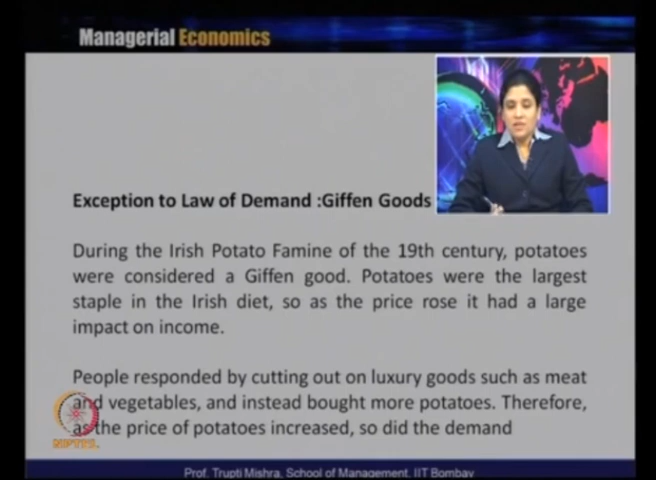 Managerial Economics
Exception to Law of Demand :Giffen Goods
During the Irish Potato Famine of the 19th century, potatoes
were considered a Giffen good. Potatoes were the largest
staple in the Irish diet, so as the price rose it had a large
impact on income.
People responded by cutting out on luxury goods such as meat
and vegetables, and instead bought more potatoes. Therefore,
as the price of potatoes increased, so did the demand
NPTEL
Prof. Trupti Mishra, School of Management, IIT Bombay